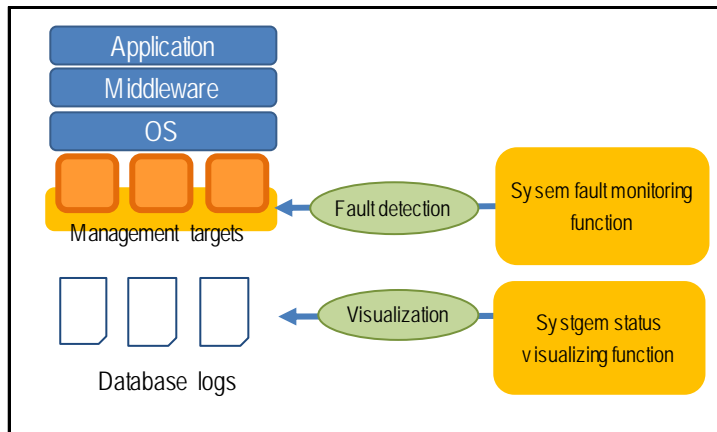 Application
Middleware
OS
Management targets
Fault detection
Sysem fault monitoring
function
Visualization
Systgem status
visualizing function
Database logs